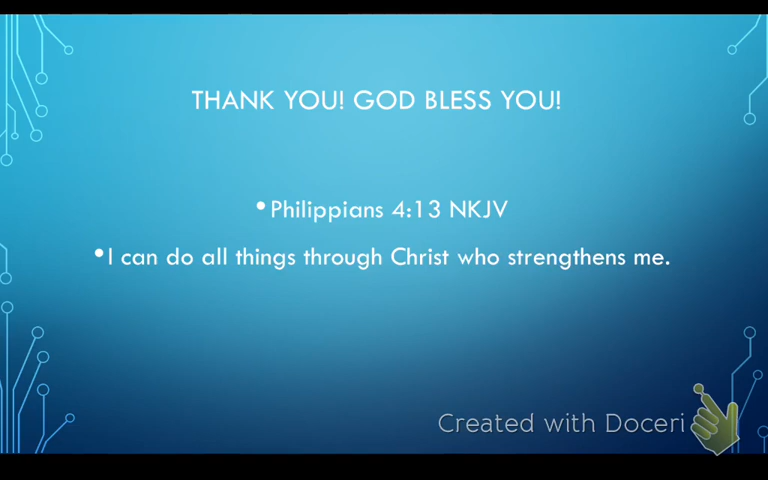 THANK YOU! GOD BLESS YOU!
•Philippians 4:13 NKJV
•I can do all things through Christ who strengthens me.
Created with Doceri